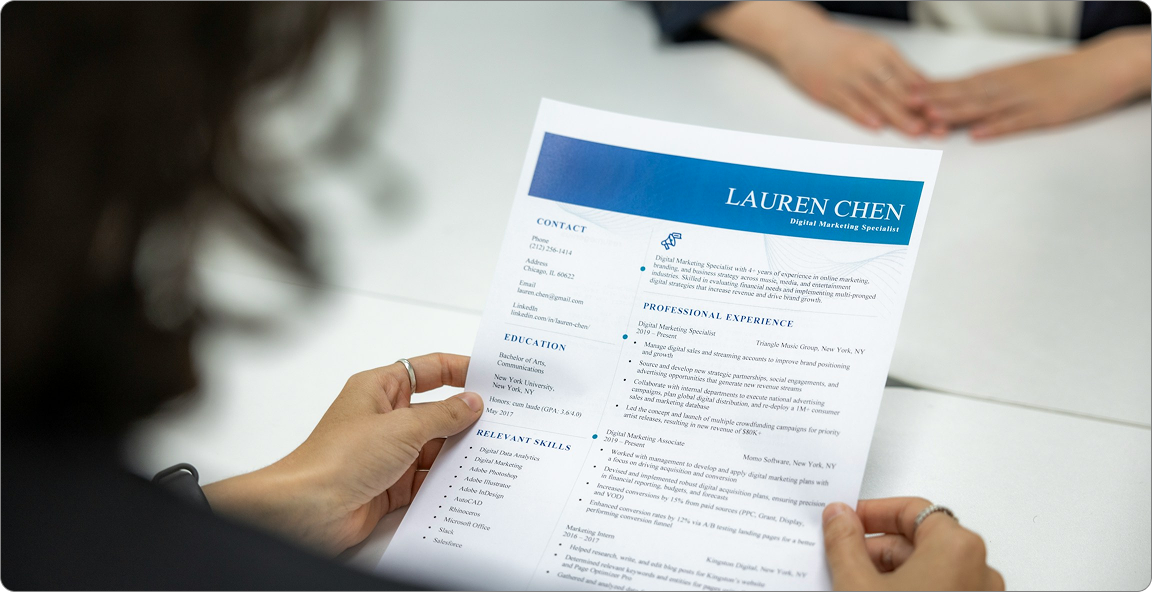 LAUREN CHEN
Digital Marketing Specialist
CONTACT
Phone
(212) 256-1414
Address
Chicago, IL 60622
Email
lauren.chen@gmail.com
LinkedIn
linkedin.com/in/lauren-chen/
EDUCATION
Bachelor of Arts,
Communications
New York University,
New York, NY
Honors: cum laude (GPA: 3.6/4.0)
May 2017
RELEVANT SKILLS
• Digital Data Analytics
• Digital Marketing
• Adobe Photoshop
• Adobe Illustrator
• Adobe InDesign
• AutoCAD
• Rhinoceros
• Microsoft Office
• Slack
• Salesforce
Digital Marketing Specialist with 4+ years of experience in online marketing,
branding, and business strategy across music, media, and entertainment
industries. Skilled in evaluating financial needs and implementing multi-pronged
digital strategies that increase revenue and drive brand growth.
PROFESSIONAL EXPERIENCE
Digital Marketing Specialist
2019 – Present
Triangle Music Group, New York, NY
• Manage digital sales and streaming accounts to improve brand positioning
and growth
• Source and develop new strategic partnerships, social engagements, and
advertising opportunities that generate new revenue streams
• Collaborate with internal departments to execute national advertising
campaigns, plan global digital distribution, and re-deploy a 1M+ consumer
sales and marketing database
• Led the concept and launch of multiple crowdfunding campaigns for priority
artist releases, resulting in new revenue of $80K+
Digital Marketing Associate
2019 – Present
Momo Software, New York, NY
• Worked with management to develop and apply digital marketing plans with
a focus on driving acquisition and conversion
• Devised and implemented robust digital acquisition plans, ensuring precision
in financial reporting, budgets, and forecasts
• Increased conversions by 15% from paid sources (PPC, Grant, Display,
and VOD)
• Enhanced conversion rates by 12% via A/B testing landing pages for a better
performing conversion funnel
Marketing Intern
2016 – 2017
Kingston Digital, New York, NY
• Helped research, write, and edit blog posts for Kingston's website
• Determined relevant keywords and entities for pages
and Page Optimizer Pro
• Gathered and analyzed